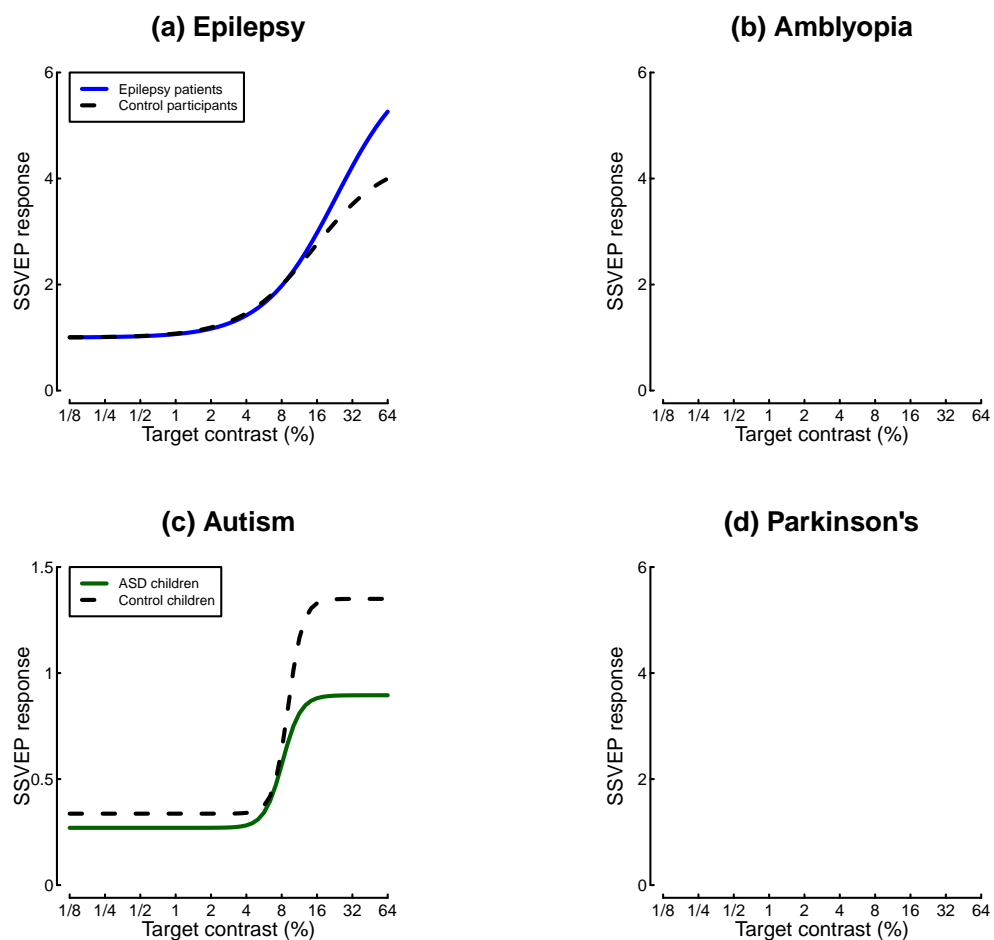 (a) Epilepsy
6
4
2
0
SSVEP response
Epilepsy patients
Control participants
1/8 1/4 1/2 1 2 4 8 16 32 64
Target contrast (%)
(b) Amblyopia
6
4
2
0
SSVEP response
1/8 1/4 1/2 1 2 4 8 16 32 64
Target contrast (%)
(c) Autism
1.5
1
0.5
0
SSVEP response
ASD children
Control children
1/8 1/4 1/2 1 2 4 8 16 32 64
Target contrast (%)
(d) Parkinson's
6
4
2
0
SSVEP response
1/8 1/4 1/2 1 2 4 8 16 32 64
Target contrast (%)